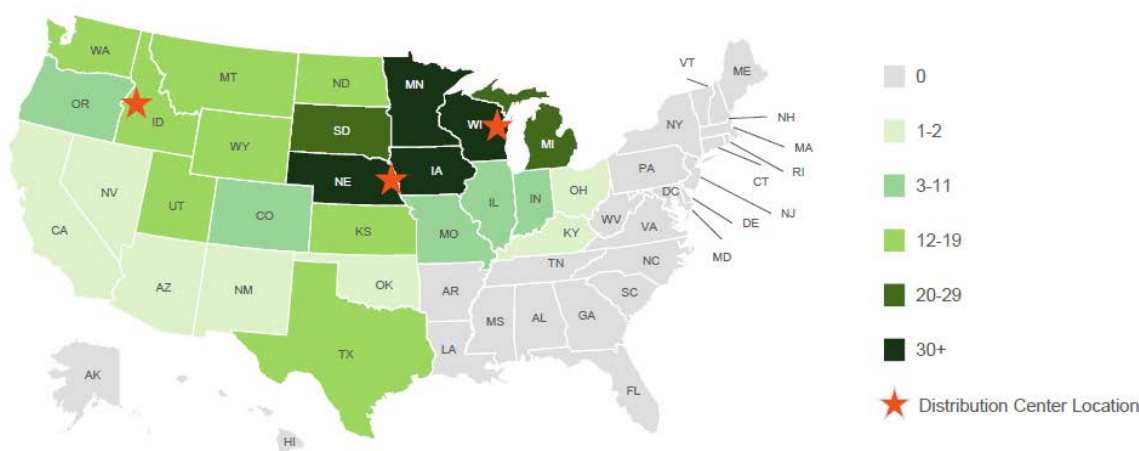 WA
MT
ND
MN
VT
ME
OR
ID
SD
WI
MI
NY
NH
MA
RI
CT
WY
IA
NE
PA
NJ
NV
UT
CO
IL
IN
OH
DC
DE
MD
WV
VA
CA
KS
MO
KY
AZ
NM
OK
AR
TN
NC
SC
TX
LA
MS
AL
GA
AK
HI
FL
0
1-2
3-11
12-19
20-29
30+
Distribution Center Location